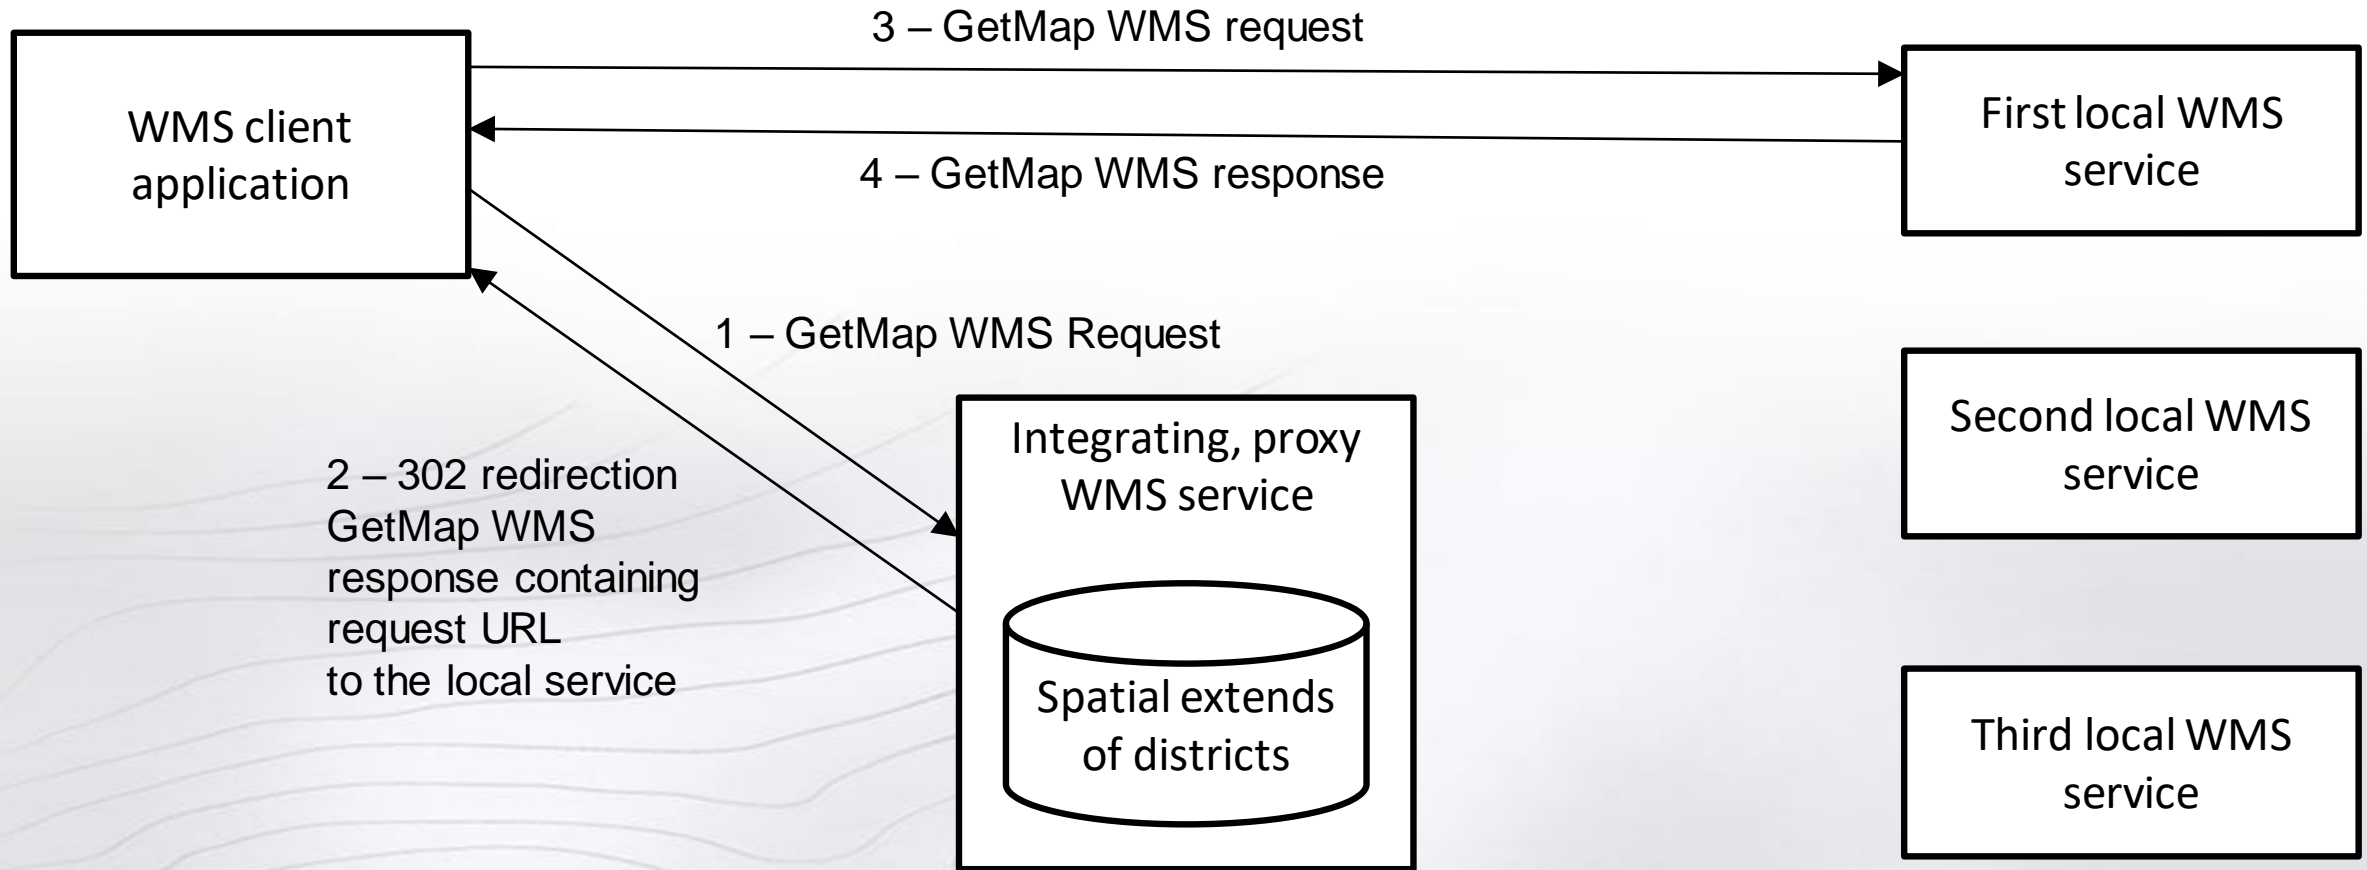 3 – GetMap WMS request
WMS client
application
First local WMS
service
4 – GetMap WMS response
1 – GetMap WMS Request
2 – 302 redirection
GetMap WMS
response containing
request URL
to the local service
Integrating, proxy
WMS service
Spatial extends
of districts
Second local WMS
service
Third local WMS
service